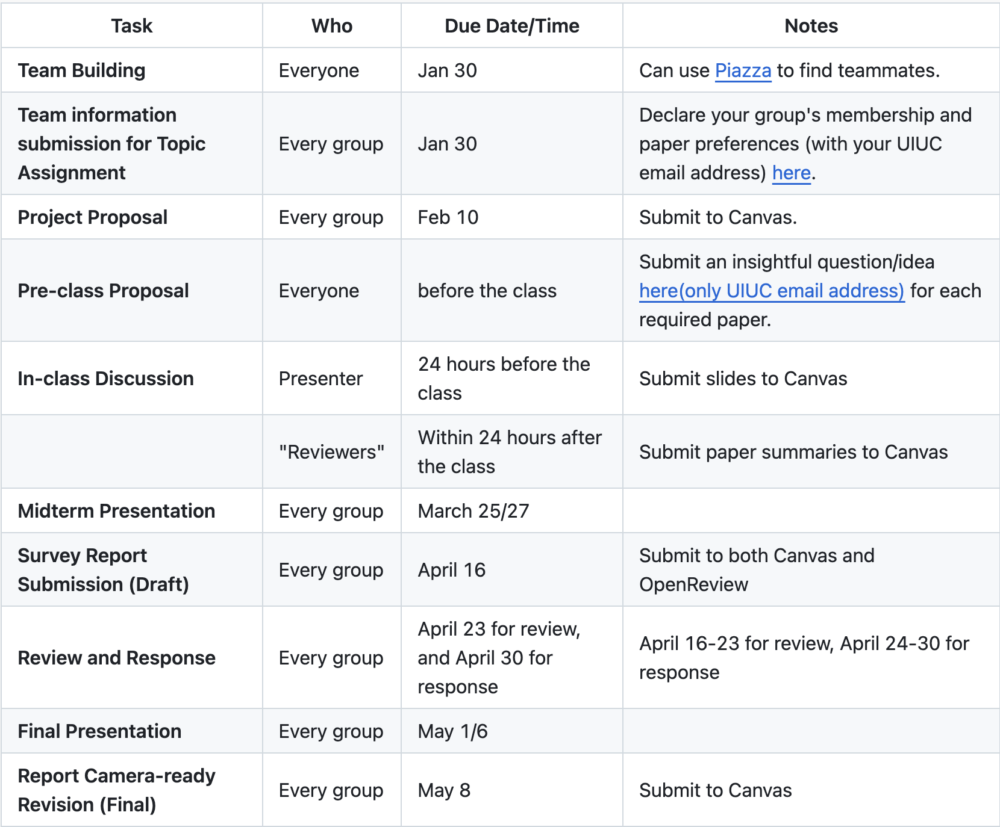 Task Who Due Date/Time Notes
Team Building Everyone Jan 30 Can use Piazza to find teammates.
Team information
submission for Topic
Assignment
Every group
Jan 30
Declare your group's membership and
paper preferences (with your UIUC
email address) here.
Project Proposal Every group Feb 10 Submit to Canvas.
Pre-class Proposal
Everyone
before the class
Submit an insightful question/idea
here(only UIUC email address) for each
required paper.
In-class Discussion
Presenter
24 hours before the
class
Submit slides to Canvas
"Reviewers"
Within 24 hours after
the class
Submit paper summaries to Canvas
Midterm Presentation Every group March 25/27
Survey Report
Submission (Draft)
Every group
April 16
Submit to both Canvas and
OpenReview
Review and Response
Every group
April 23 for review,
and April 30 for
response
April 16-23 for review, April 24-30 for
response
Final Presentation Every group May 1/6
Report Camera-ready
Revision (Final)
Every group
May 8
Submit to Canvas